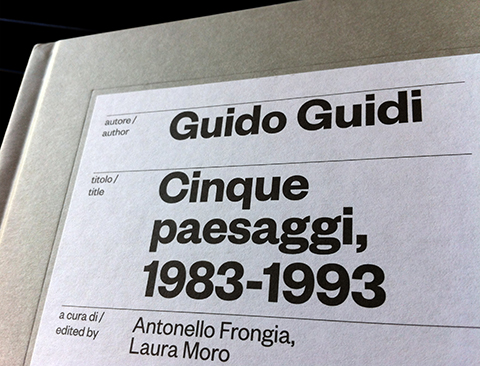 autore /
author
Guido Guidi
titolo /
title
Cinque
paesaggi,
1983-1993
a cura di /
edited by
Antonello Frongia,
Laura Moro